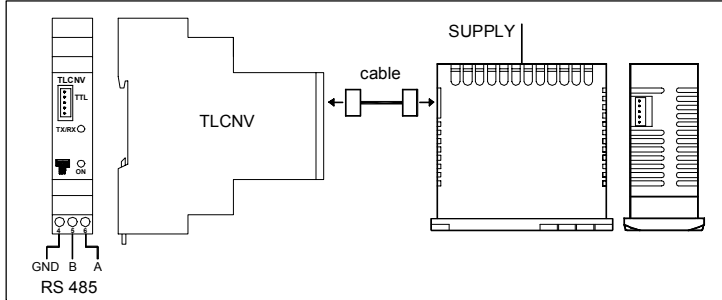 SUPPLY
cable
TLCNV
TTL
TX/RX
ON
TLCNV
4 5 6
GND B A
RS 485